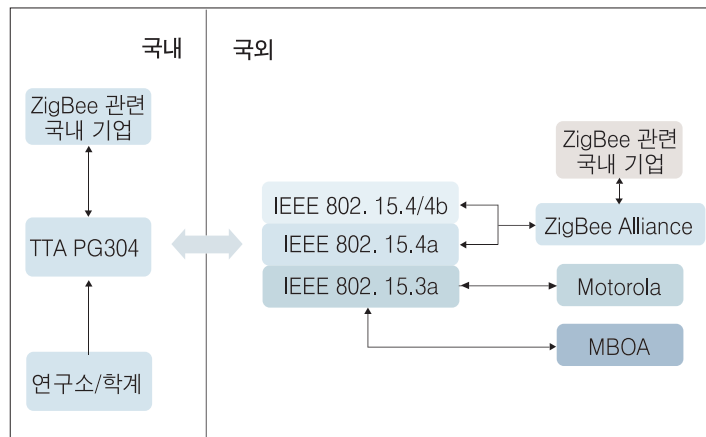 국내
국외
ZigBee 관련
국내 기업
TTA PG304
연구소/학계
IEEE 802. 15.4/4b
IEEE 802. 15.4a
IEEE 802. 15.3a
ZigBee 관련
국내 기업
ZigBee Alliance
Motorola
MBOA